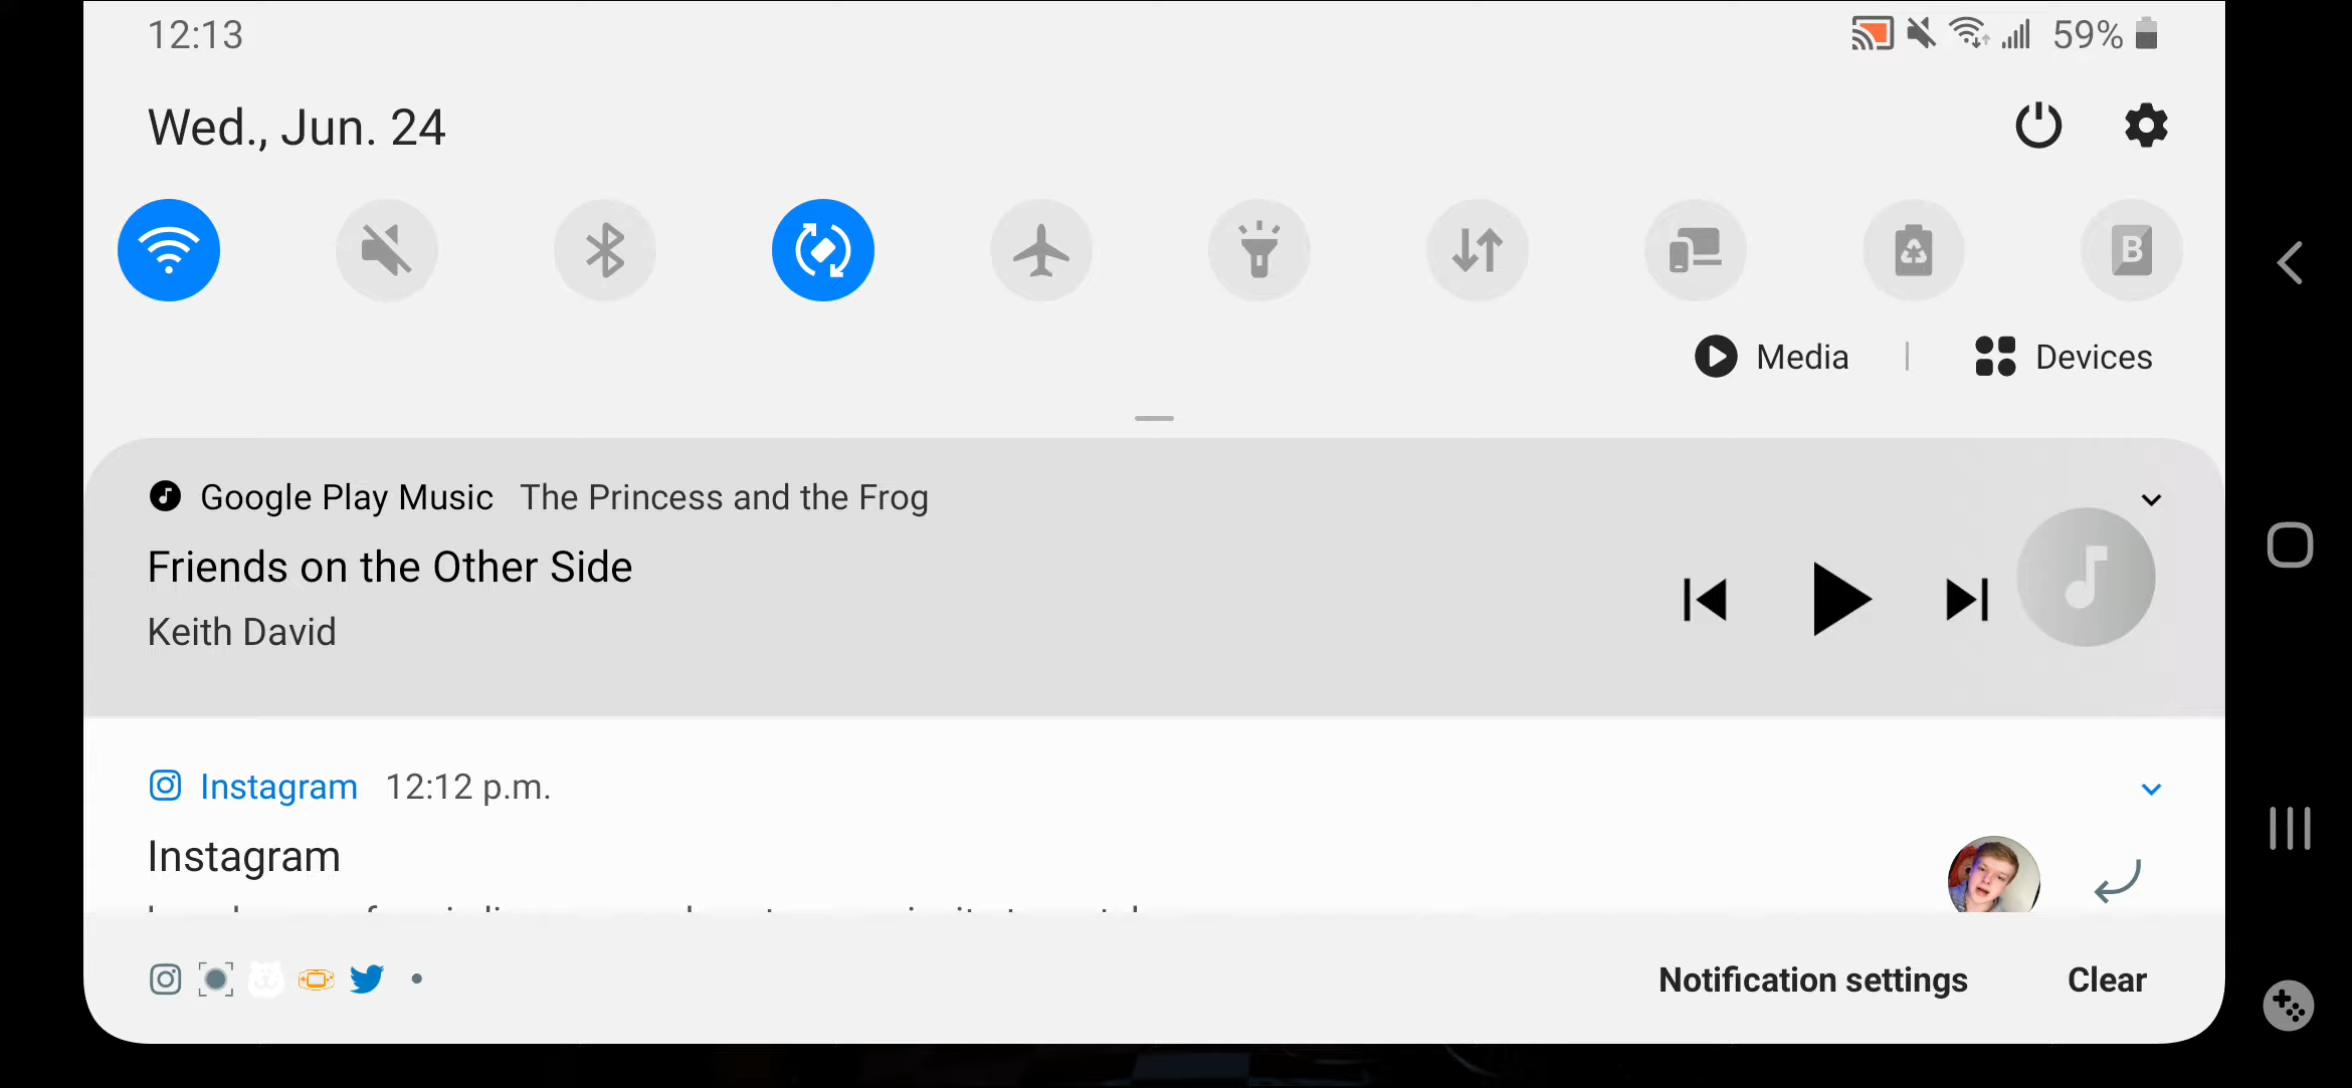 12:13
59%
Wed., Jun. 24
B
Media | Devices
Google Play Music The Princess and the Frog
Friends on the Other Side
Keith David
Instagram 12:12 p.m.
Instagram
Notification settings
Clear